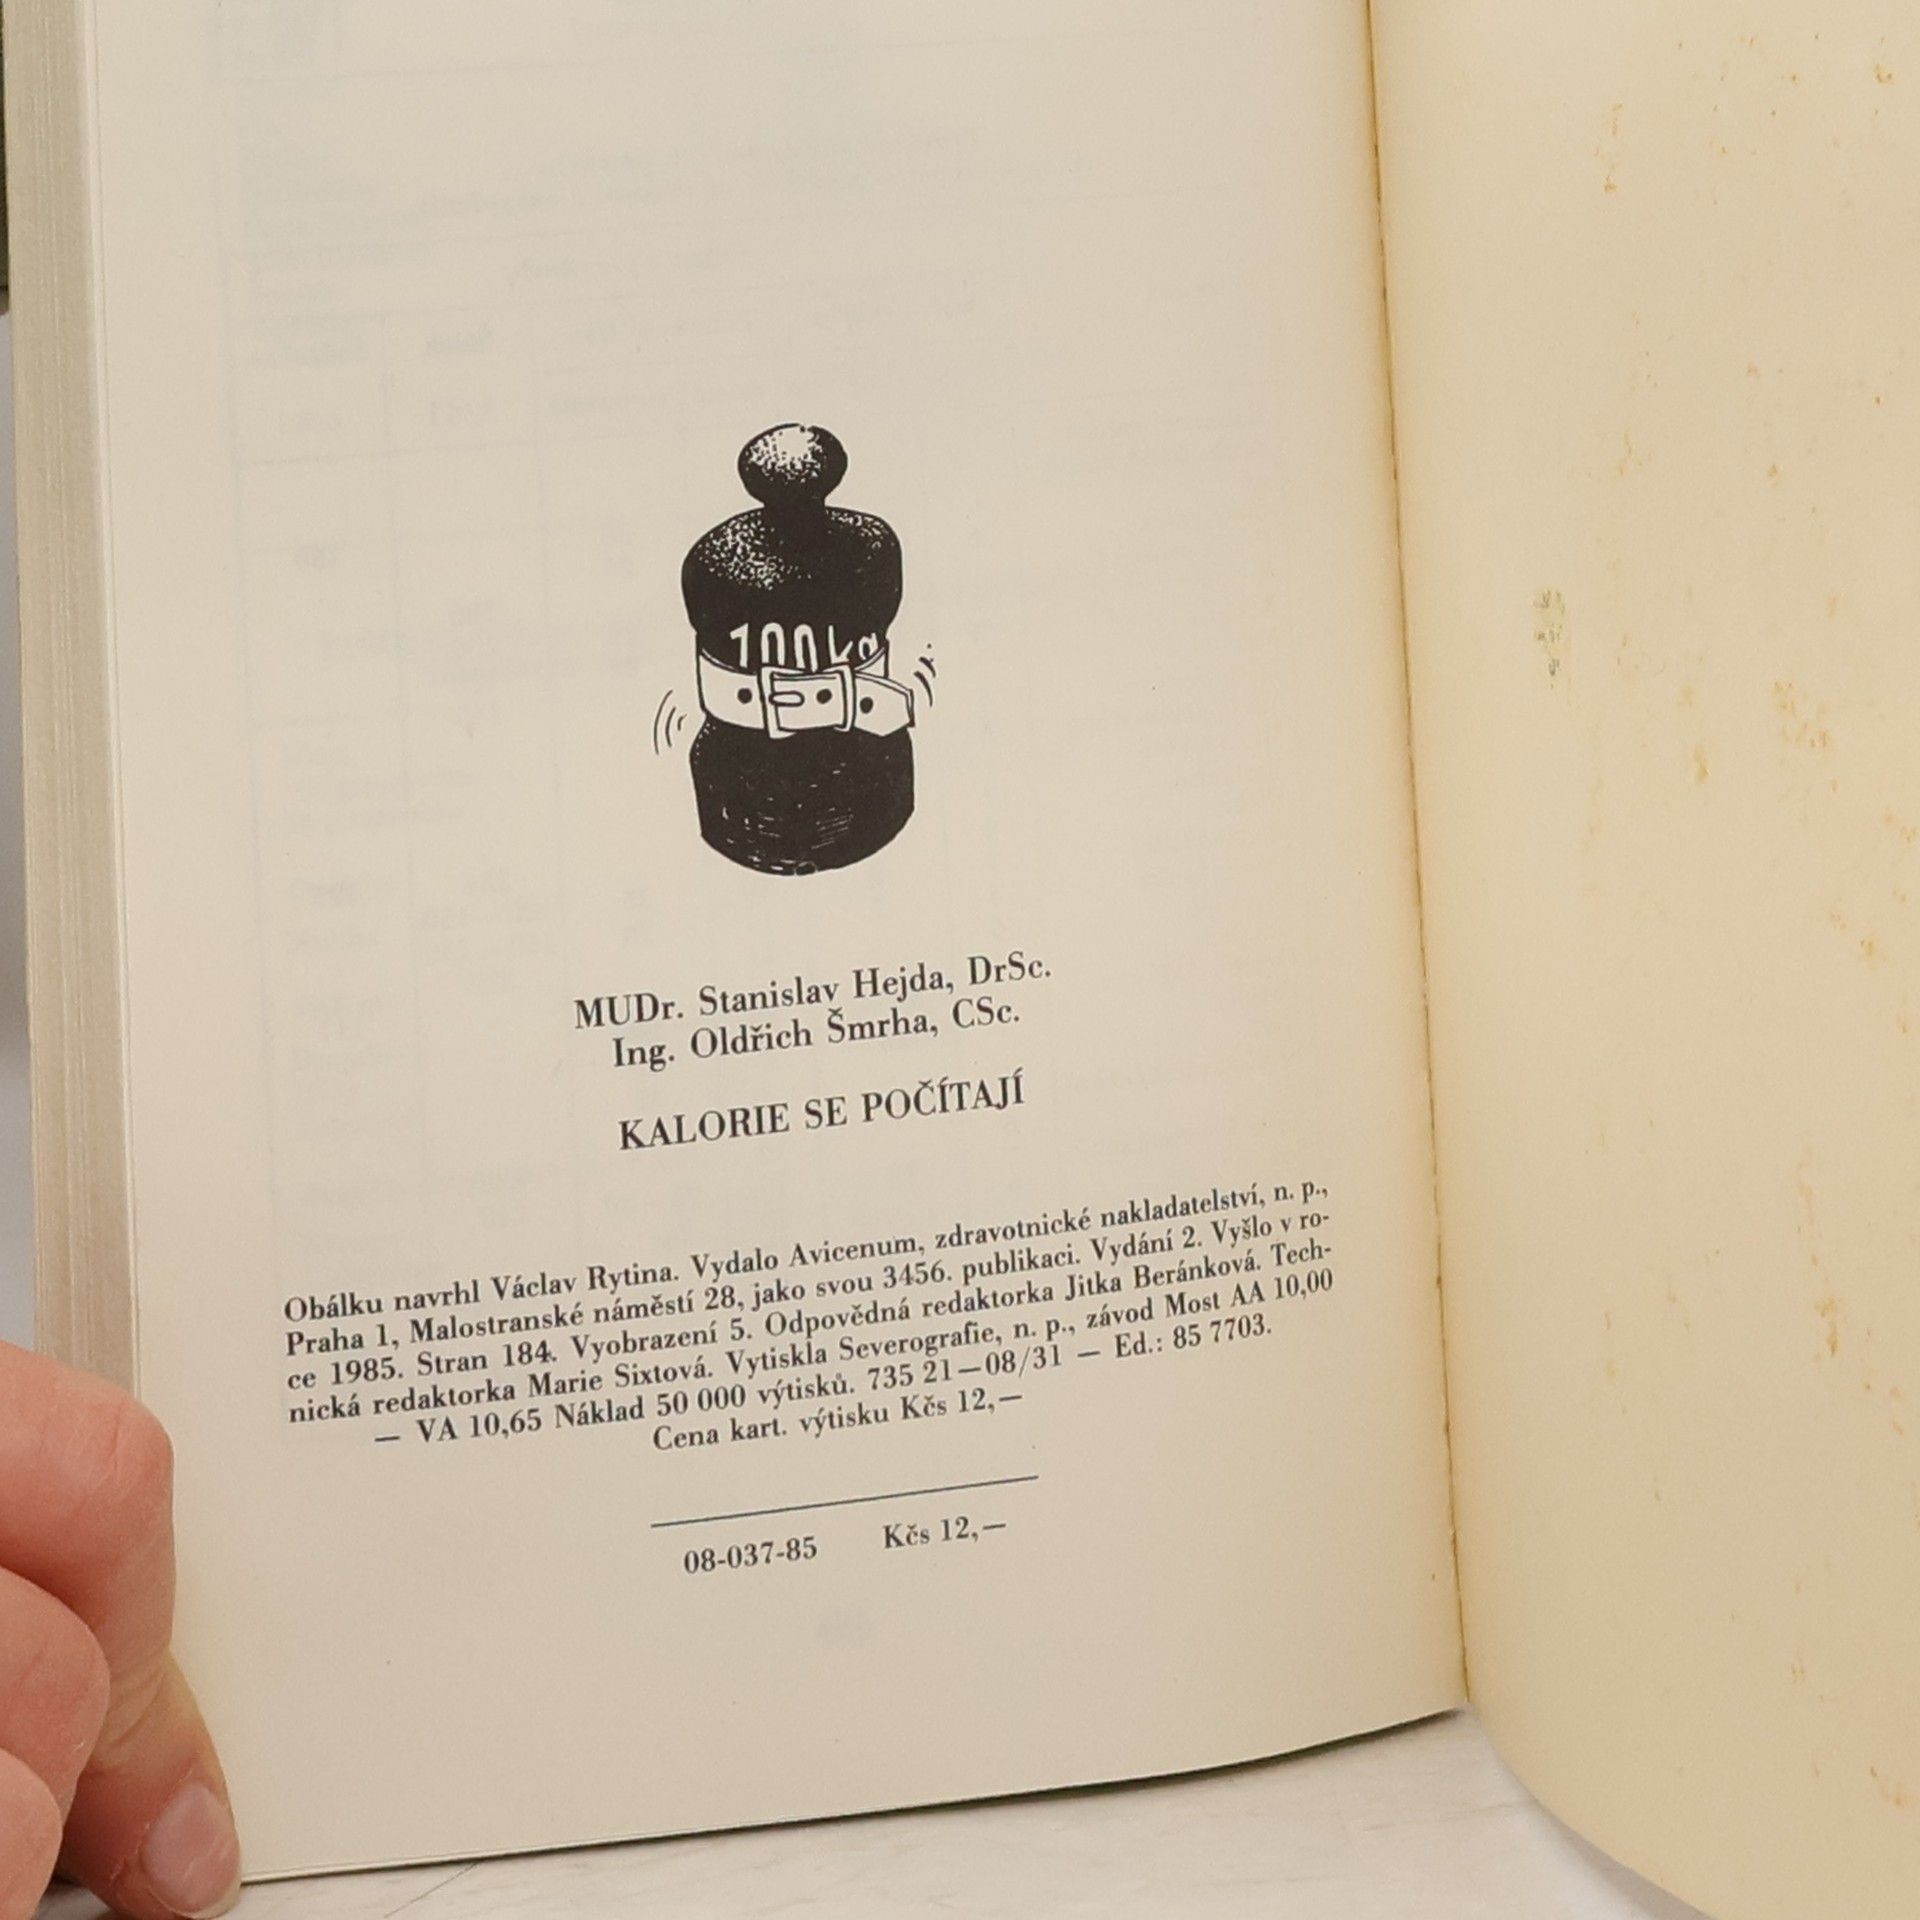 100kg
MUDr. Stanislav Hejda, DrSc.
Ing. Oldřich Šmrha, CSc.
KALORIE SE POČÍTAJÍ
Obálku navrhl Václav Rytina. Vydalo Avicenum, zdravotnické nakladatelství, n. p.,
Praha 1, Malostranské náměstí 28, jako svou 3456. publikaci. Vydání 2. Vyšlo v ro-
ce 1985. Stran 184. Vyobrazení 5. Odpovědná redaktorka Jitka Beránková. Tech-
nická redaktorka Marie Sixtová. Vytiskla Severografie, n. p., závod Most AA 10,00
— VA 10,65 Náklad 50 000 výtisků. 735 21—08/31 — Ed.: 85 7703.
Cena kart. výtisku Kčs 12,—
08-037-85 Kčs 12,—